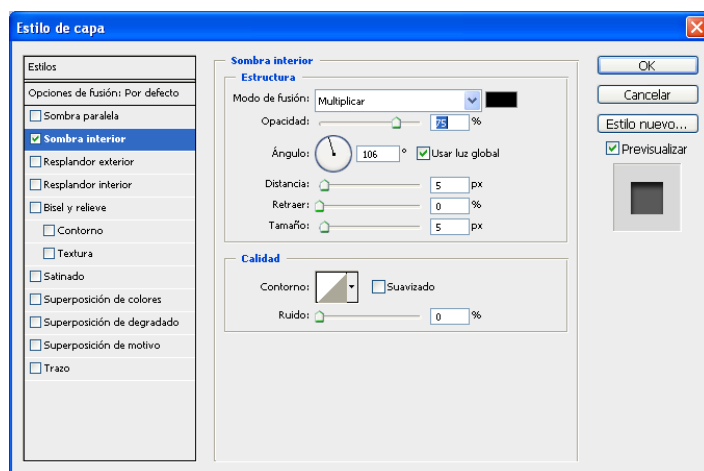 Estilo de capa
Estilos
Opciones de fusión: Por defecto
Sombra paralela
Sombra interior
Resplandor exterior
Resplandor interior
Bisel y relieve
Contorno
Textura
Satinado
Superposición de colores
Superposición de degradado
Superposición de motivo
Trazo
Sombra interior
Estructura
Modo de fusión: Multiplicar
Opacidad: 75 %
Ángulo: 106 ° Usar luz global
Distancia: 5 px
Retraer: 0 %
Tamaño: 5 px
Calidad
Contorno: Suavizado
Ruido: 0 %
OK
Cancelar
Estilo nuevo...
Previsualizar